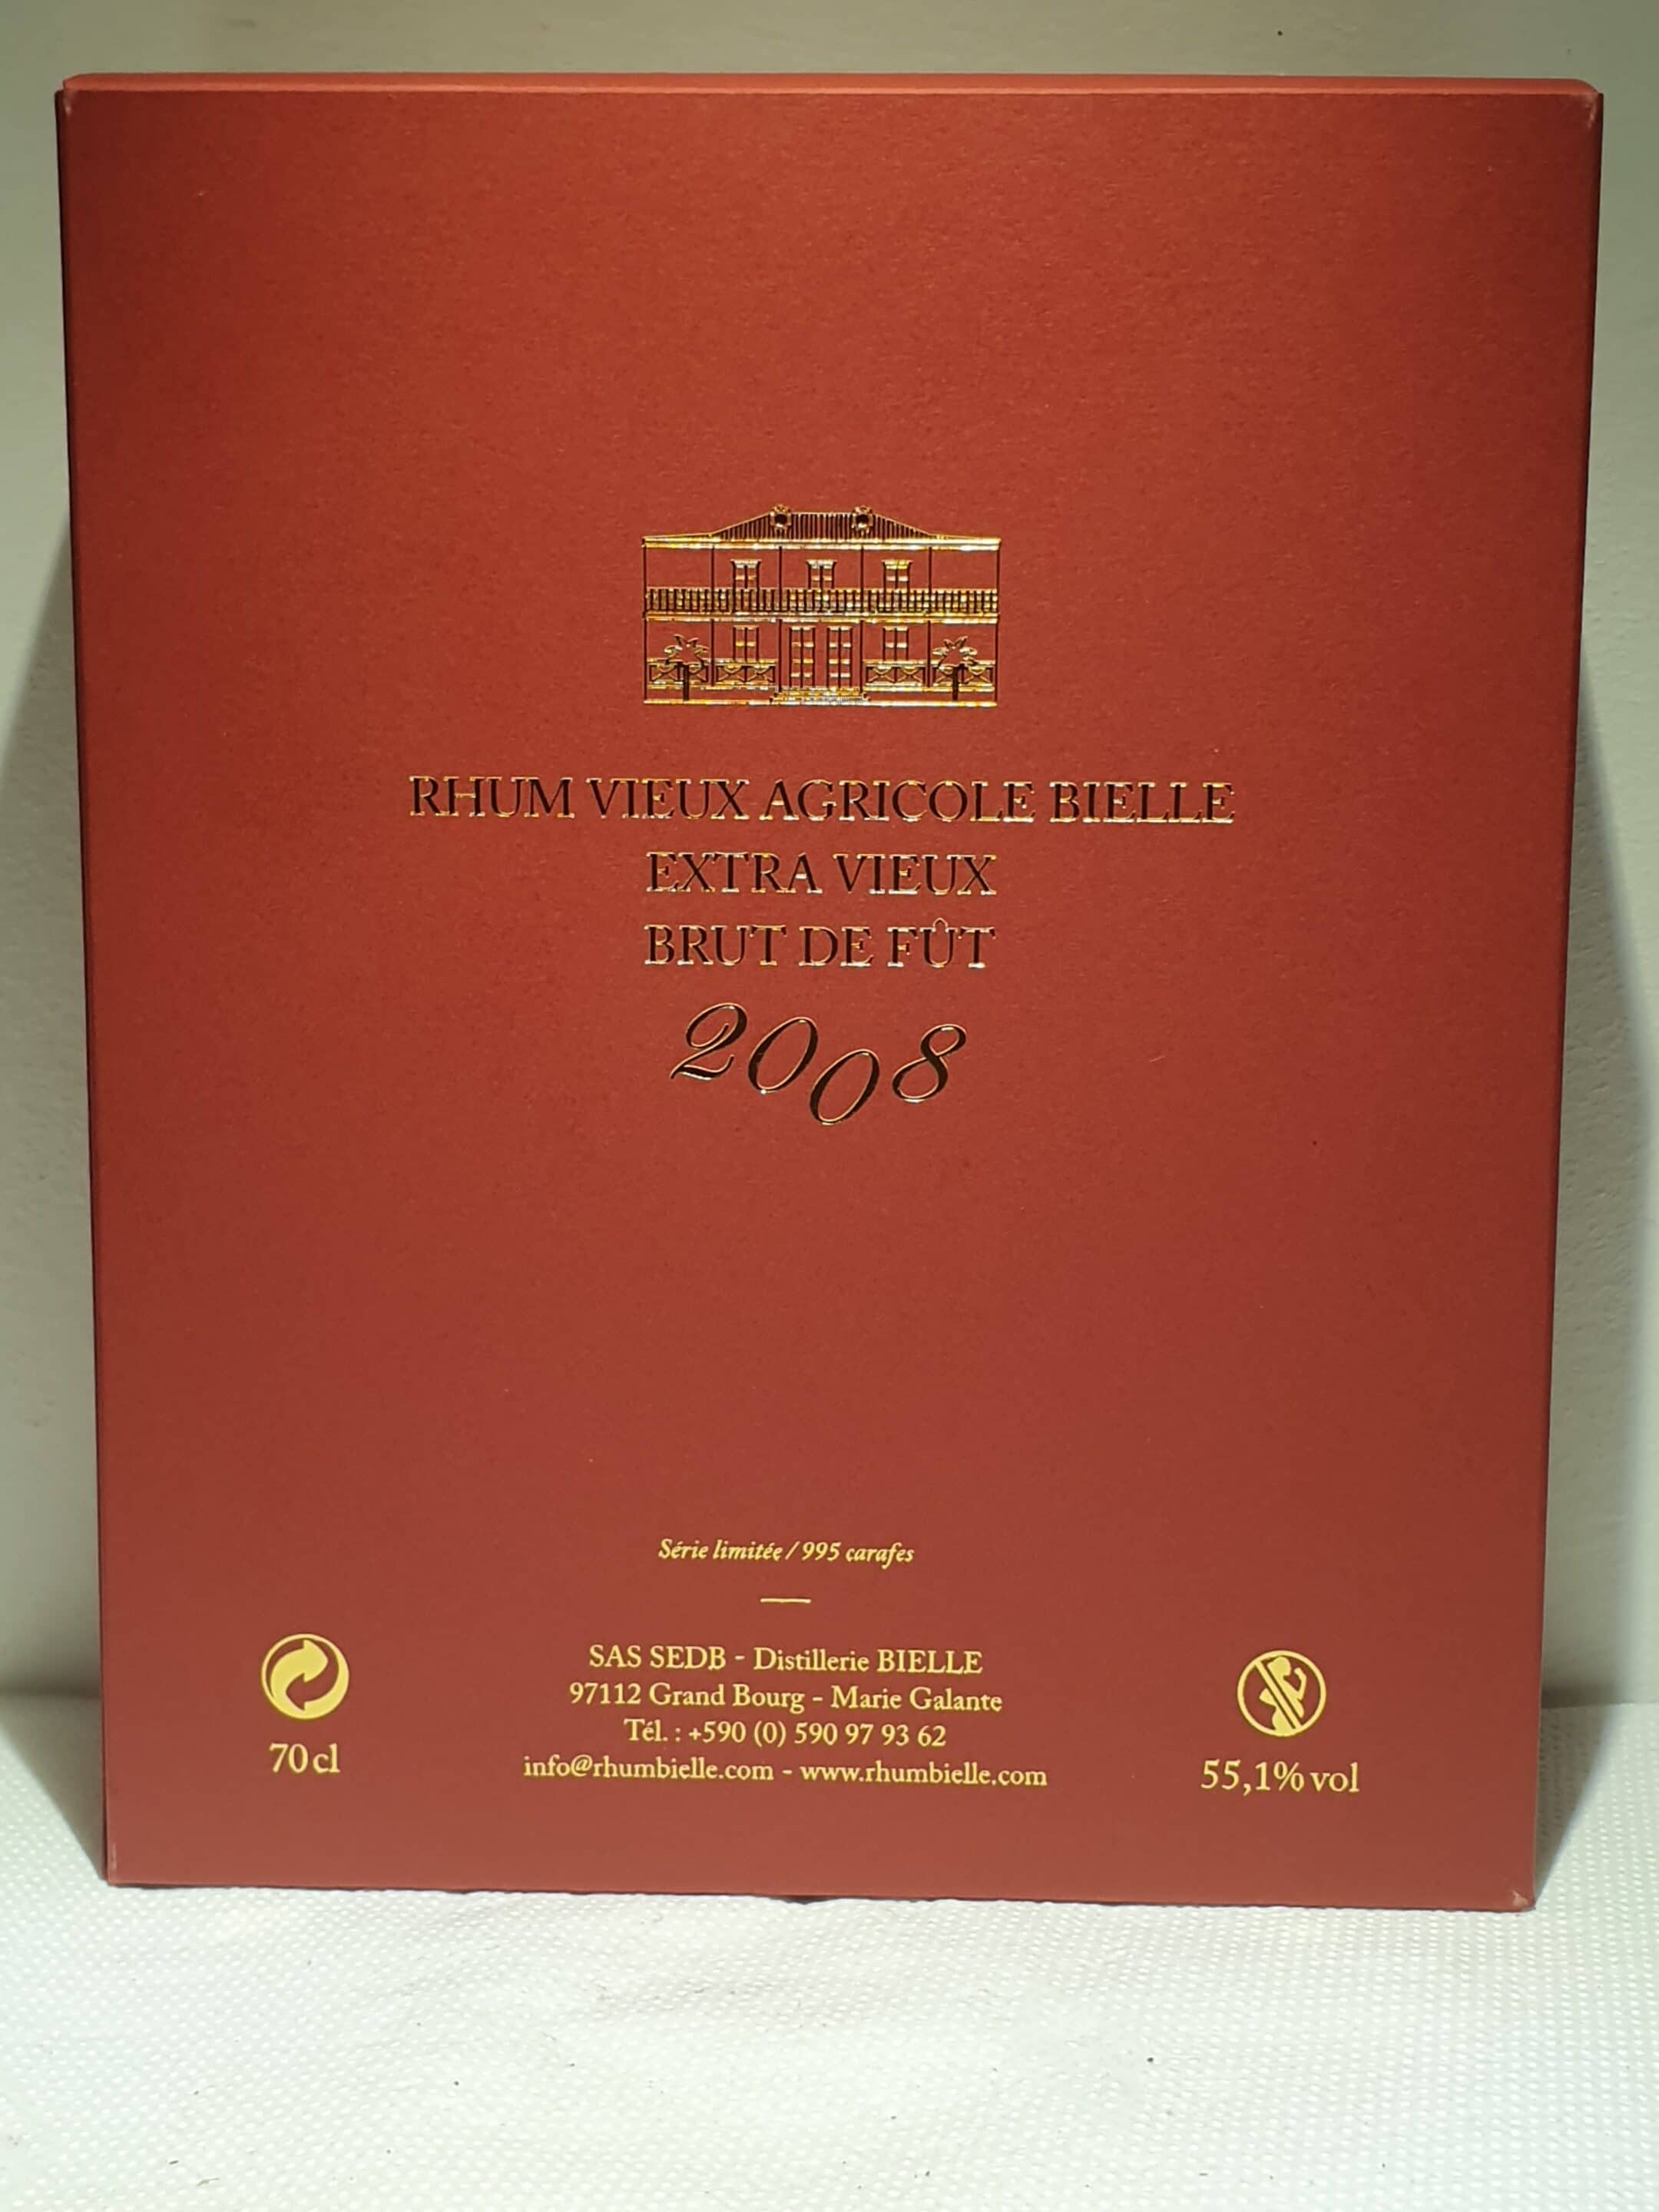 RHUM VIEUX AGRICOLE BIELLE
EXTRA VIEUX
BRUT DE FÛT
2008
Série limitée / 995 carafes
SAS SEDB - Distillerie BIELLE
97112 Grand Bourg - Marie Galante
Tél. : +590 (0) 590 97 93 62
info@rhumbielle.com - www.rhumbielle.com
70 cl
55,1% vol